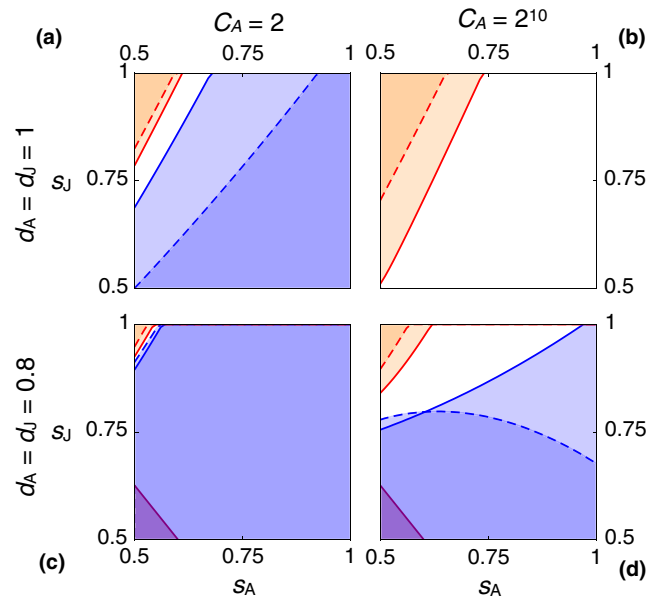 C_A = 2 C_A = 2^10
(a) 0.5 0.75 1 0.5 0.75 1 (b)
1 1
d_A = d_J = 1 s_J 0.75 0.75
0.5 0.5
1 1
d_A = d_J = 0.8 s_J 0.75 0.75
0.5 0.5
(c) 0.5 0.75 1 0.5 0.75 1 (d)
s_A s_A